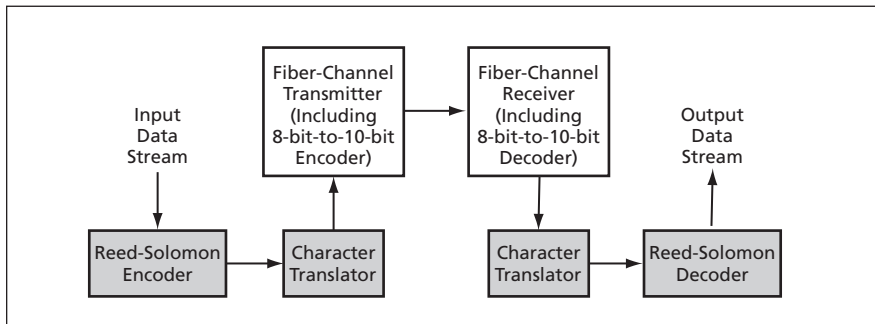 Input
Data
Stream
Reed-Solomon
Encoder
Character
Translator
Fiber-Channel
Transmitter
(Including
8-bit-to-10-bit
Encoder)
Fiber-Channel
Receiver
(Including
8-bit-to-10-bit
Decoder)
Character
Translator
Reed-Solomon
Decoder
Output
Data
Stream